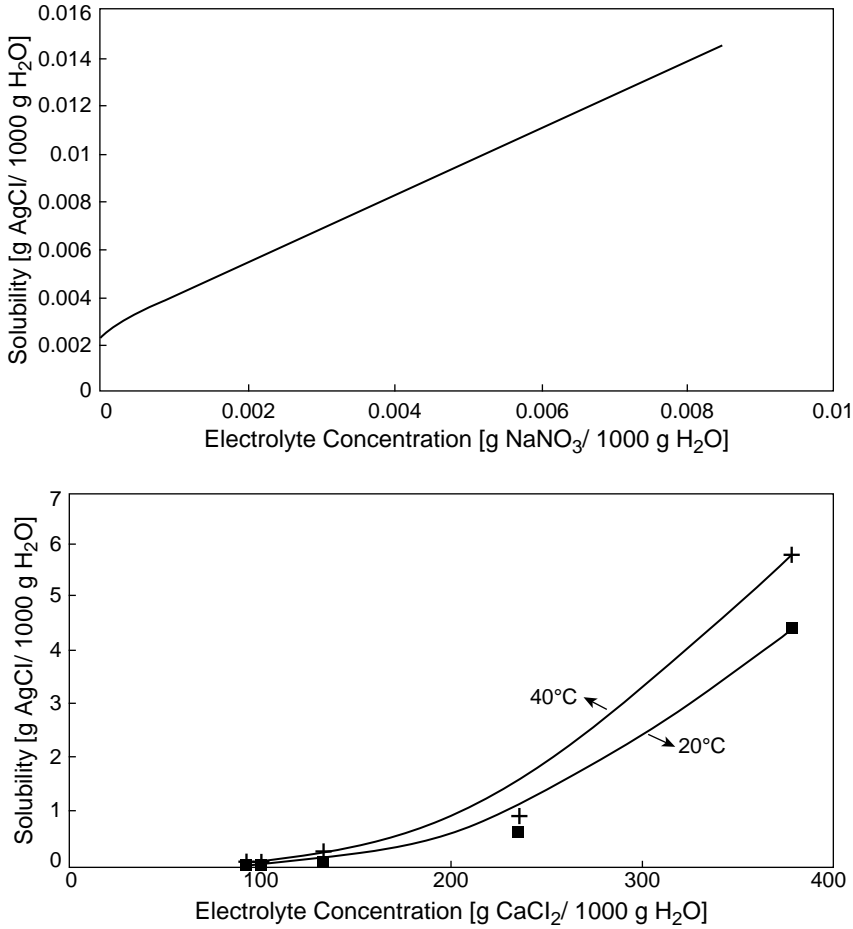 0.016
0.014
0.012
0.01
0.008
0.006
0.004
0.002
0
Solubility [g AgCl/ 1000 g H₂O]
0 0.002 0.004 0.006 0.008 0.01
Electrolyte Concentration [g NaNO₃/ 1000 g H₂O]
7
6
5
4
3
2
1
0
Solubility [g AgCl/ 1000 g H₂O]
40°C
20°C
0 100 200 300 400
Electrolyte Concentration [g CaCl₂/ 1000 g H₂O]